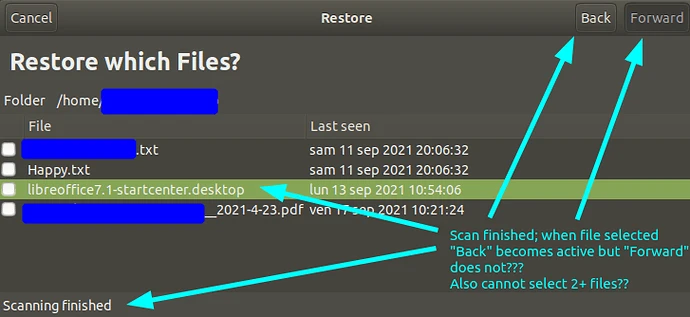 Cancel Restore Back Forward
Restore which Files?
Folder /home/
File Last seen
.txt sam 11 sep 2021 20:06:32
Happy.txt sam 11 sep 2021 20:06:32
libreoffice7.1-startcenter.desktop lun 13 sep 2021 10:54:06
__2021-4-23.pdf ven 17 sep 2021 10:21:24
Scan finished; when file selected
"Back" becomes active but "Forward"
does not???
Also cannot select 2+ files??
Scanning finished